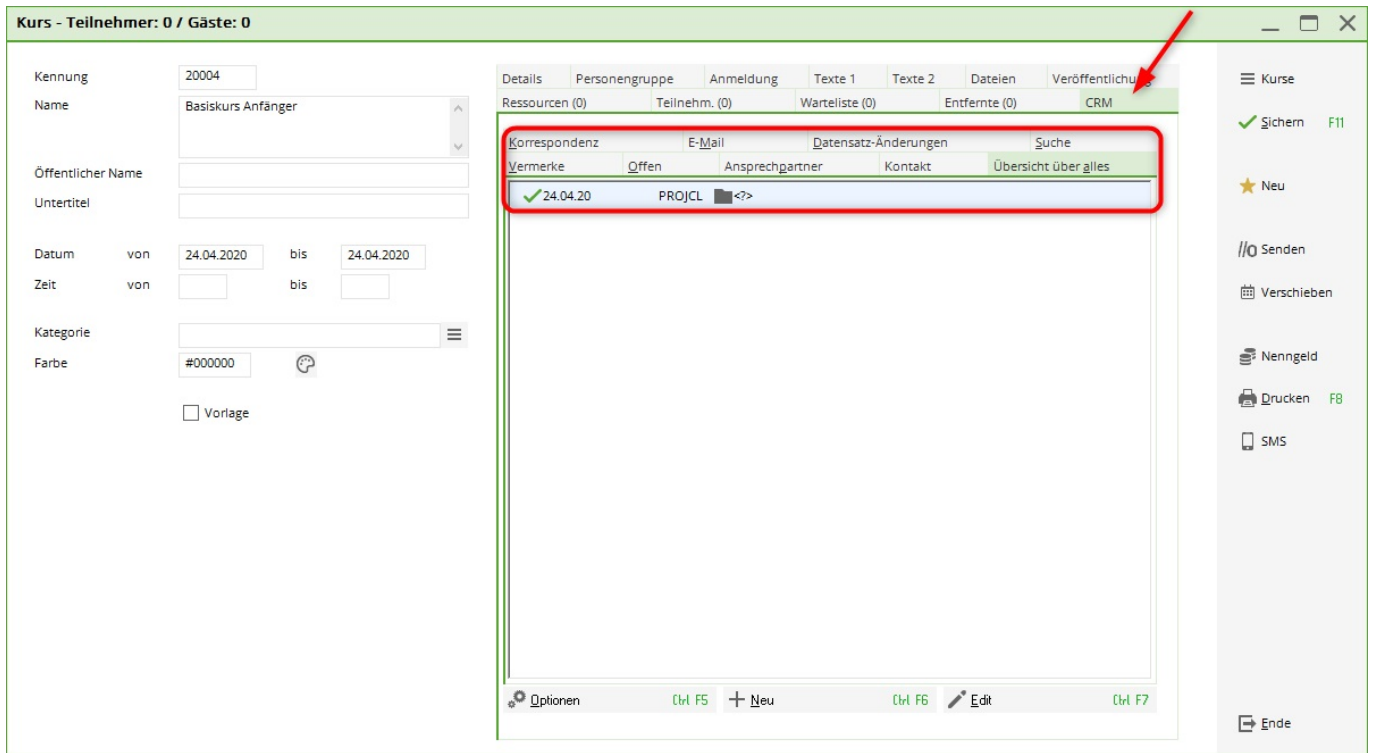 Kurs - Teilnehmer: 0 / Gäste: 0
Kennung 20004
Name Basiskurs Anfänger
Öffentlicher Name
Untertitel
Datum von 24.04.2020 bis 24.04.2020
Zeit von bis
Kategorie
Farbe #000000
Vorlage
Details Personengruppe Anmeldung Texte 1 Texte 2 Dateien
Ressourcen (0) Teilnehm. (0) Warteliste (0) Entfernte (0) CRM
Korrespondenz E-Mail Datensatz-Änderungen Suche
Vermerke Offen Ansprechpartner Kontakt Übersicht über alles
24.04.20 PROJCL <?>
Optionen Ctrl F5 Neu Ctrl F6 Edit Ctrl F7
Kurse
Sichern F11
Neu
Senden
Verschieben
Nenngeld
Drucken F8
SMS
Ende